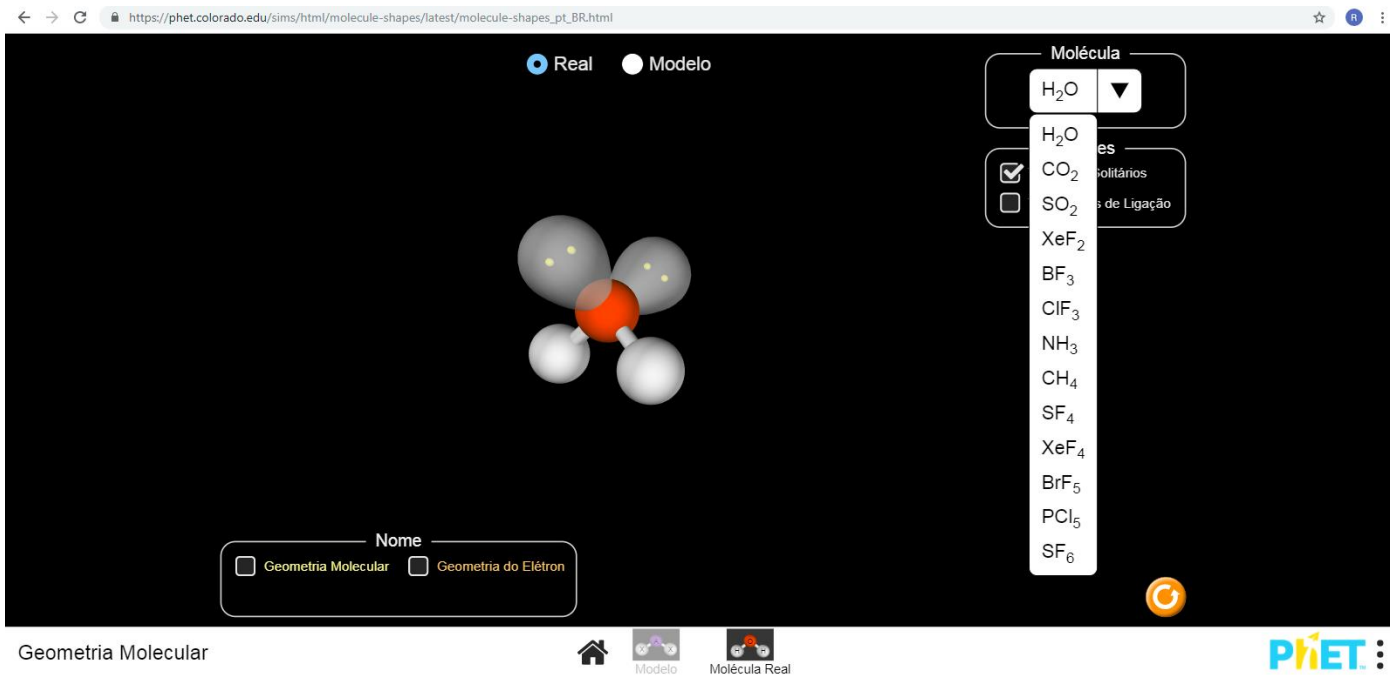 https://phet.colorado.edu/sims/html/molecule-shapes/latest/molecule-shapes_pt_BR.html
R
Real Modelo
Molécula
H₂O
H₂O
CO₂
SO₂
XeF₂
BF₃
ClF₃
NH₃
CH₄
SF₄
XeF₄
BrF₅
PCl₅
SF₆
Solitários
de Ligação
Nome
Geometria Molecular Geometria do Elétron
Geometria Molecular
Modelo
Molécula Real
PhET